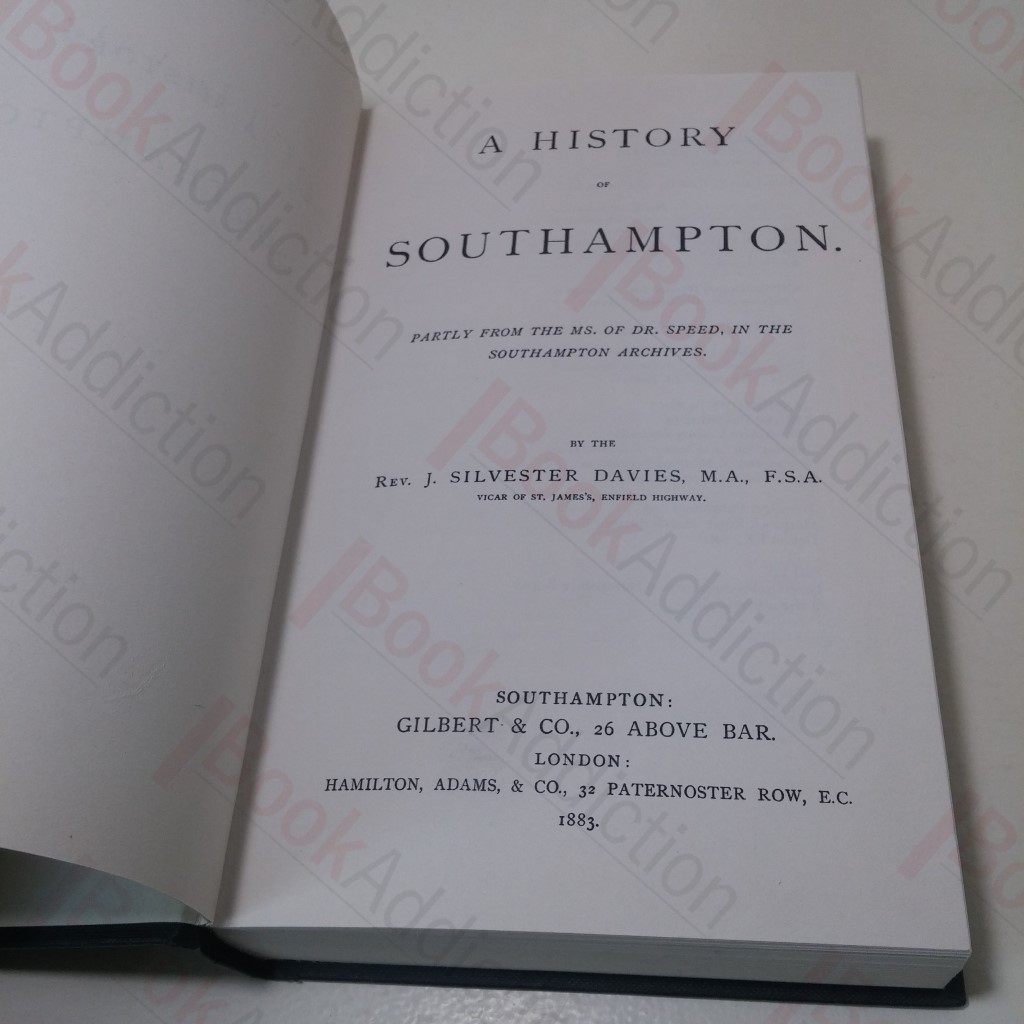 A HISTORY
OF
SOUTHAMPTON.
PARTLY FROM THE MS. OF DR. SPEED, IN THE
SOUTHAMPTON ARCHIVES.
BY THE
REV. J. SILVESTER DAVIES, M.A., F.S.A.
VICAR OF ST. JAMES'S, ENFIELD HIGHWAY.
SOUTHAMPTON:
GILBERT & CO., 26 ABOVE BAR.
LONDON:
HAMILTON, ADAMS, & CO., 32 PATERNOSTER ROW, E.C.
1883.
BookAddiction